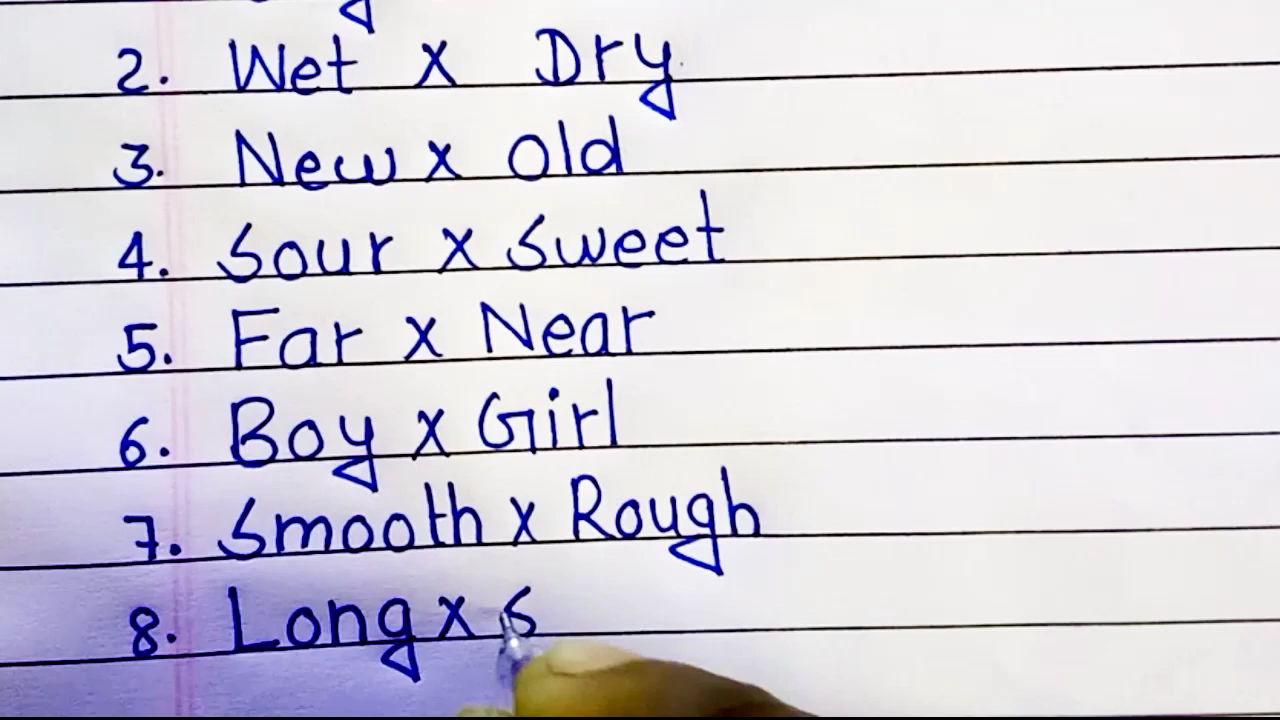 2. Wet x Dry
3. New x Old
4. Sour x Sweet
5. Far x Near
6. Boy x Girl
7. Smooth x Rough
8. Long x S